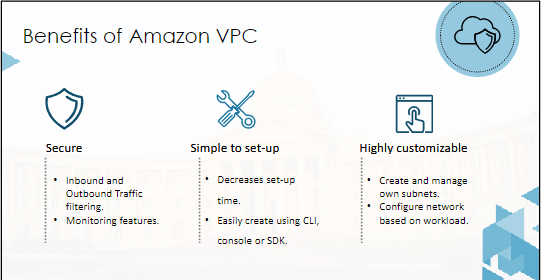 Benefits of Amazon VPC
Secure
• Inbound and
Outbound Traffic
filtering.
• Monitoring features.
Simple to set-up
• Decreases set-up
time.
• Easily create using CLI,
console or SDK.
Highly customizable
• Create and manage
own subnets.
• Configure network
based on workload.